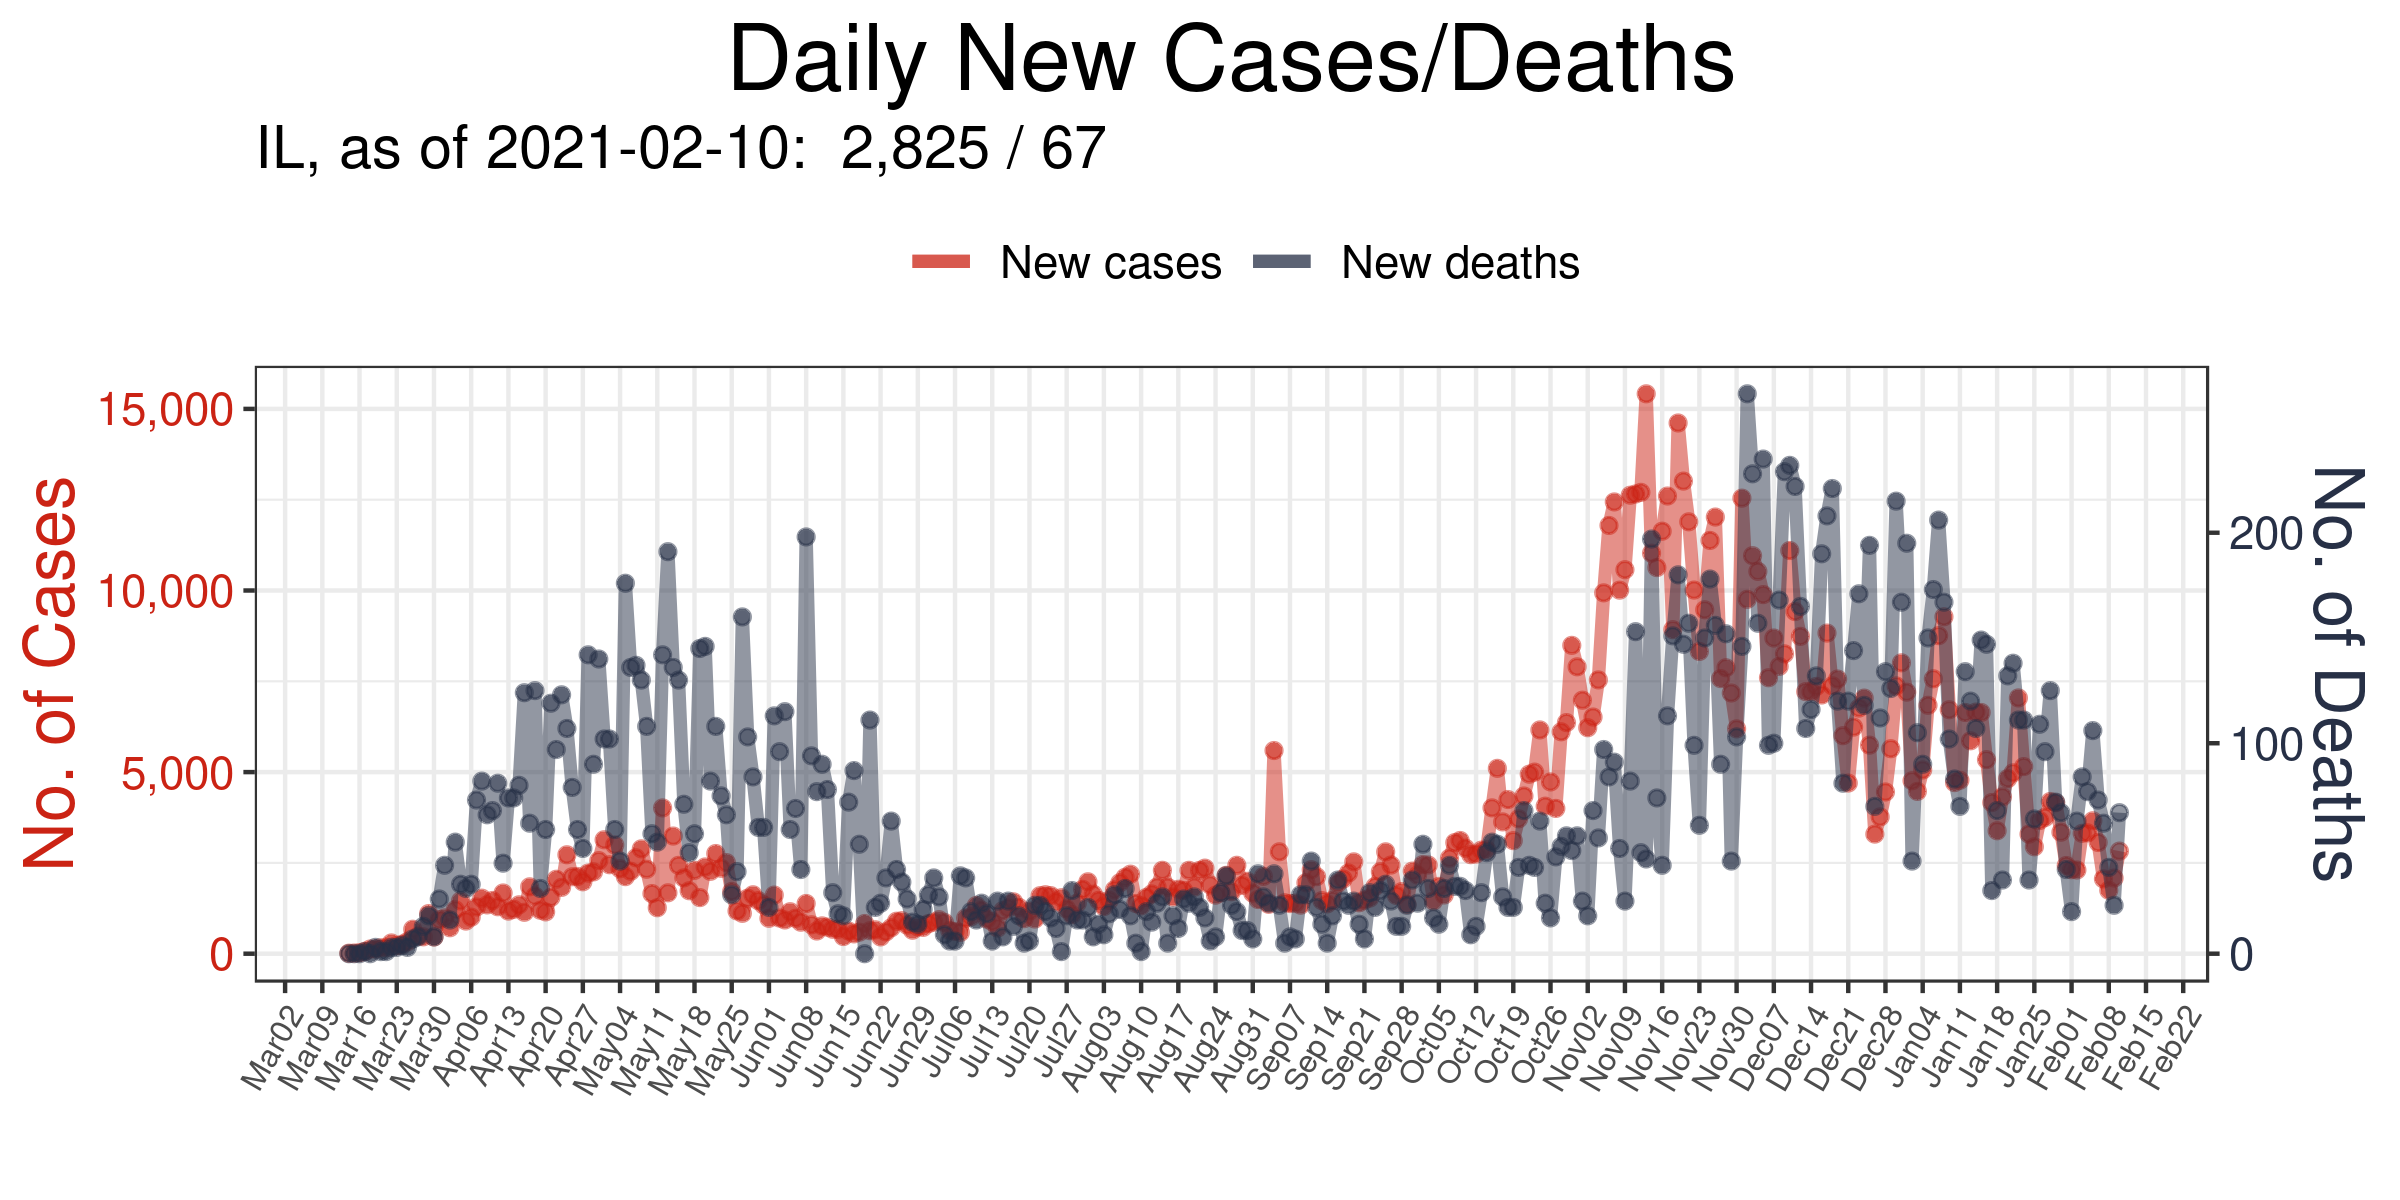 Daily New Cases/Deaths
IL, as of 2021-02-10:  2,825 / 67
New cases New deaths
No. of Cases
15,000
10,000
5,000
0
200
100
0
No. of Deaths
Mar02 Mar09 Mar16 Mar23 Mar30 Apr06 Apr13 Apr20 Apr27 May04 May11 May18 May25 Jun01 Jun08 Jun15 Jun22 Jun29 Jul06 Jul13 Jul20 Jul27 Aug03 Aug10 Aug17 Aug24 Aug31 Sep07 Sep14 Sep21 Sep28 Oct05 Oct12 Oct19 Oct26 Nov02 Nov09 Nov16 Nov23 Nov30 Dec07 Dec14 Dec21 Dec28 Jan04 Jan11 Jan18 Jan25 Feb01 Feb08 Feb15 Feb22